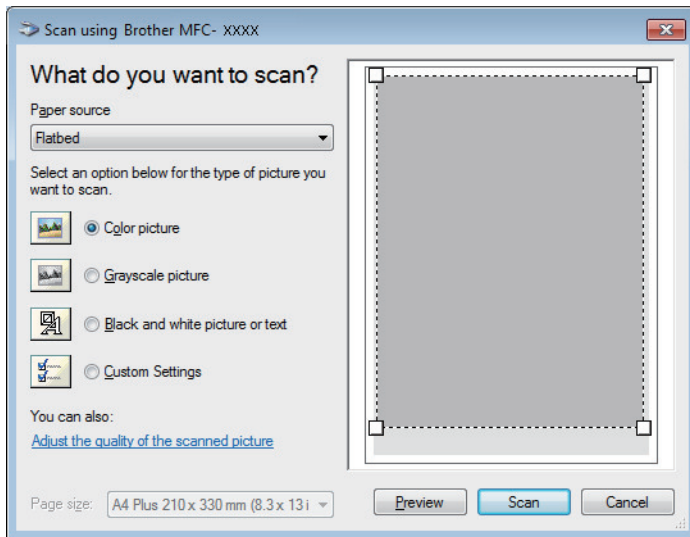 Scan using Brother MFC- XXXX
What do you want to scan?
Paper source
Flatbed
Select an option below for the type of picture you
want to scan.
Color picture
Grayscale picture
Black and white picture or text
Custom Settings
You can also:
Adjust the quality of the scanned picture
Page size: A4 Plus 210 x 330 mm (8.3 x 13 i
Preview Scan Cancel